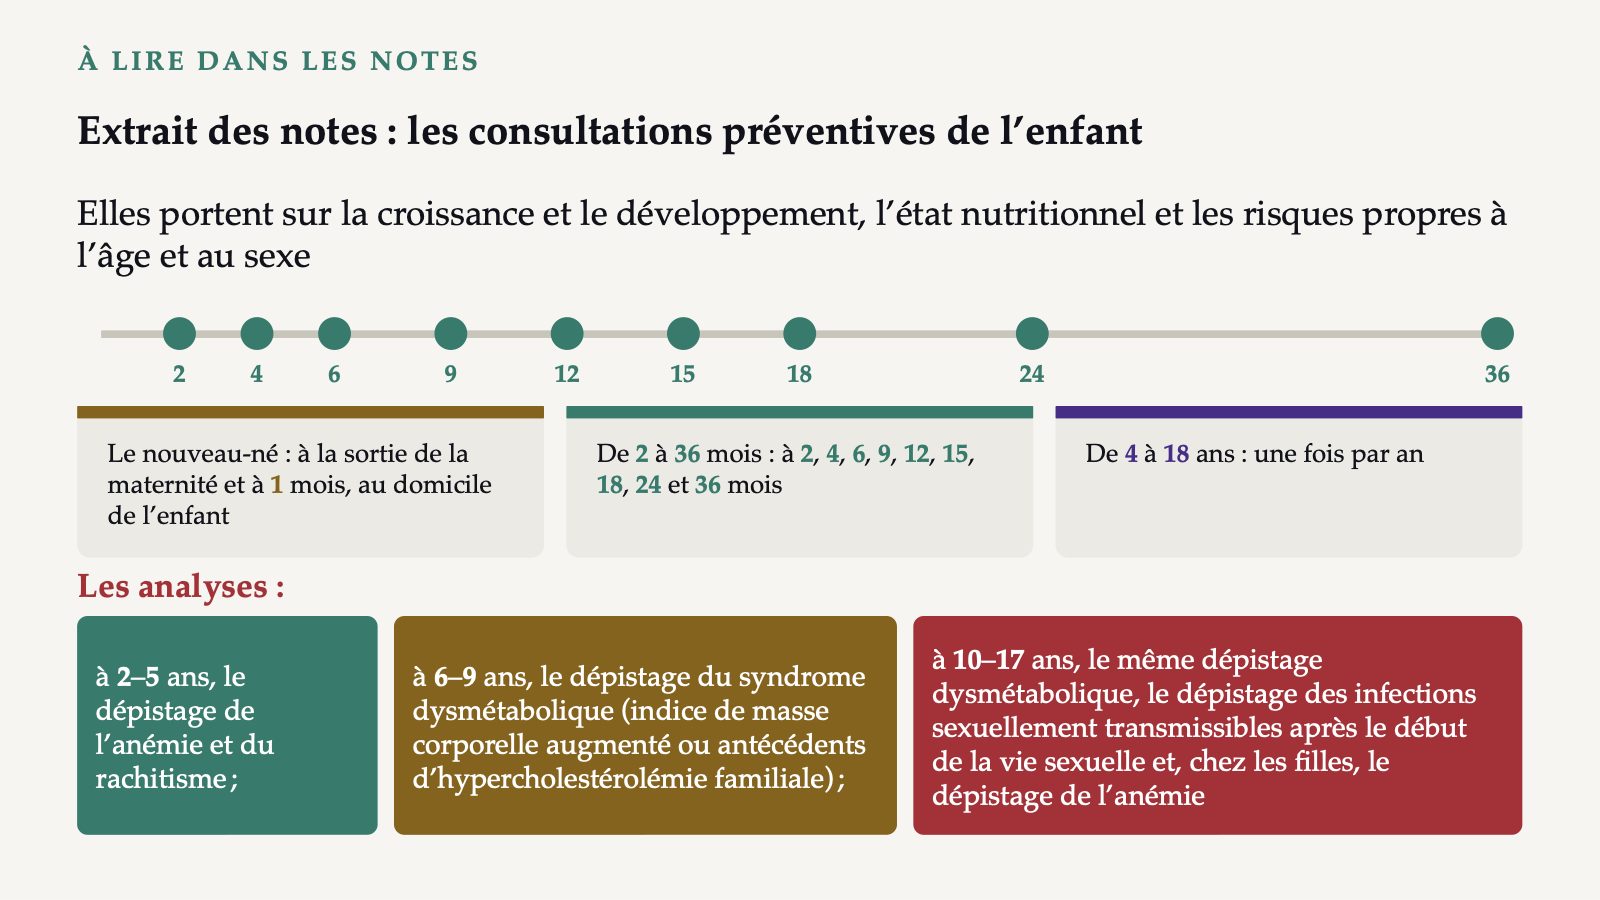 À LIRE DANS LES NOTES
Extrait des notes : les consultations préventives de l’enfant
Elles portent sur la croissance et le développement, l’état nutritionnel et les risques propres à
l’âge et au sexe
2 4 6 9 12 15 18 24 36
Le nouveau-né : à la sortie de la
maternité et à 1 mois, au domicile
de l’enfant
De 2 à 36 mois : à 2, 4, 6, 9, 12, 15,
18, 24 et 36 mois
De 4 à 18 ans : une fois par an
Les analyses :
à 2–5 ans, le
dépistage de
l’anémie et du
rachitisme ;
à 6–9 ans, le dépistage du syndrome
dysmétabolique (indice de masse
corporelle augmenté ou antécédents
d’hypercholestérolémie familiale) ;
à 10–17 ans, le même dépistage
dysmétabolique, le dépistage des infections
sexuellement transmissibles après le début
de la vie sexuelle et, chez les filles, le
dépistage de l’anémie